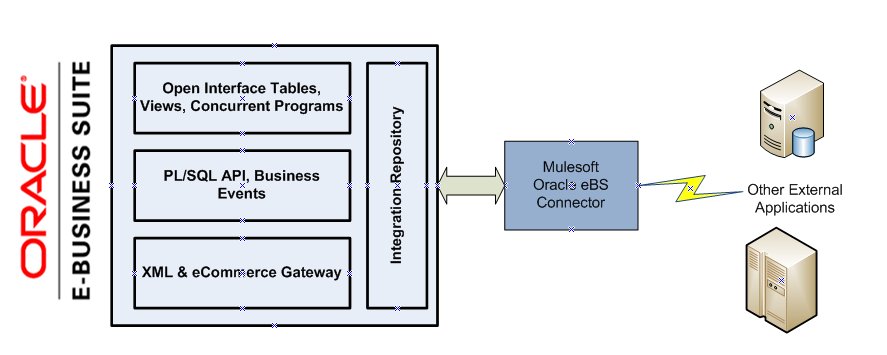 ORACLE®
E-BUSINESS SUITE
Open Interface Tables,
Views, Concurrent Programs
PL/SQL API, Business
Events
XML & eCommerce Gateway
Integration Repository
Mulesoft
Oracle eBS
Connector
Other External
Applications